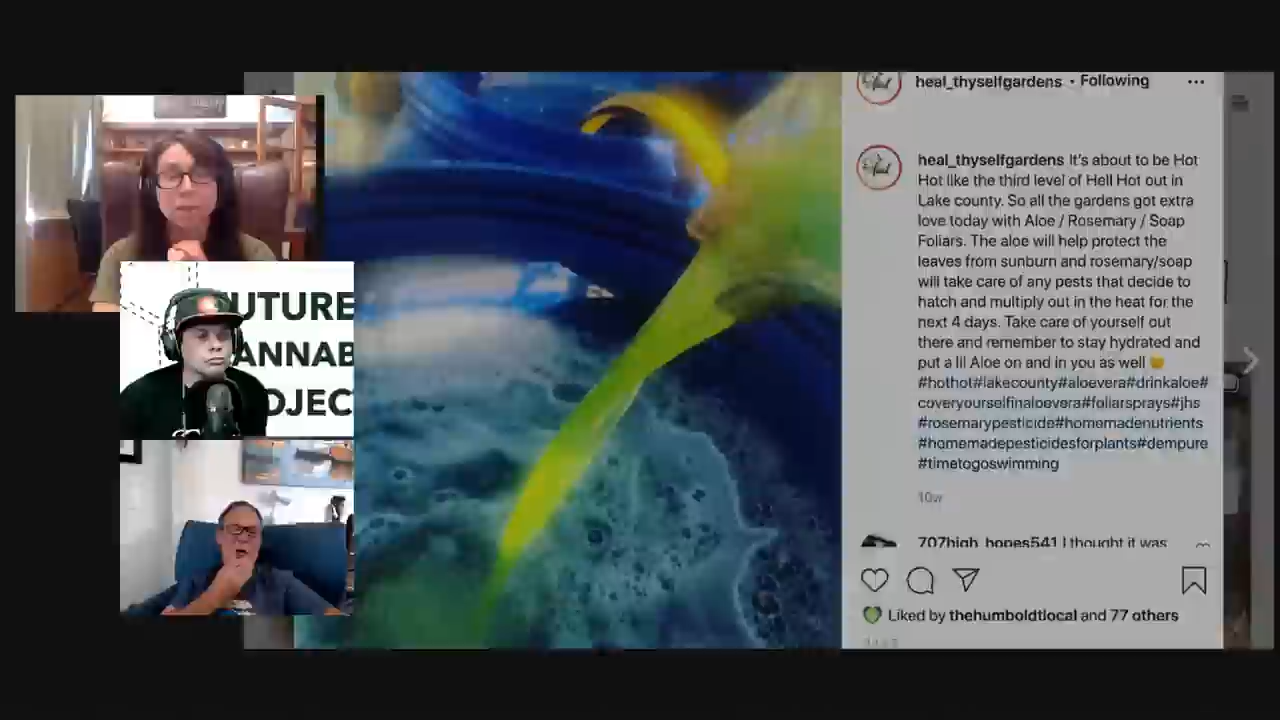 heal_thyselfgardens • Following
heal_thyselfgardens It's about to be Hot
Hot like the third level of Hell Hot out in
Lake county. So all the gardens got extra
love today with Aloe / Rosemary / Soap
Foliars. The aloe will help protect the
leaves from sunburn and rosemary/soap
will take care of any pests that decide to
hatch and multiply out in the heat for the
next 4 days. Take care of yourself out
there and remember to stay hydrated and
put a lil Aloe on and in you as well
#hothot#lakecounty#aloevera#drinkaloe#
coveryourselfinaloevera#foliarsprays#jhs
#rosemarypesticide#homemadenutrients
#homemadepesticidesforplants#dempure
#timetogoswimming
10w
707high_hopes541 I thought it was
Liked by thehumboldtlocal and 77 others
UTURE
ANNAB
OJEC